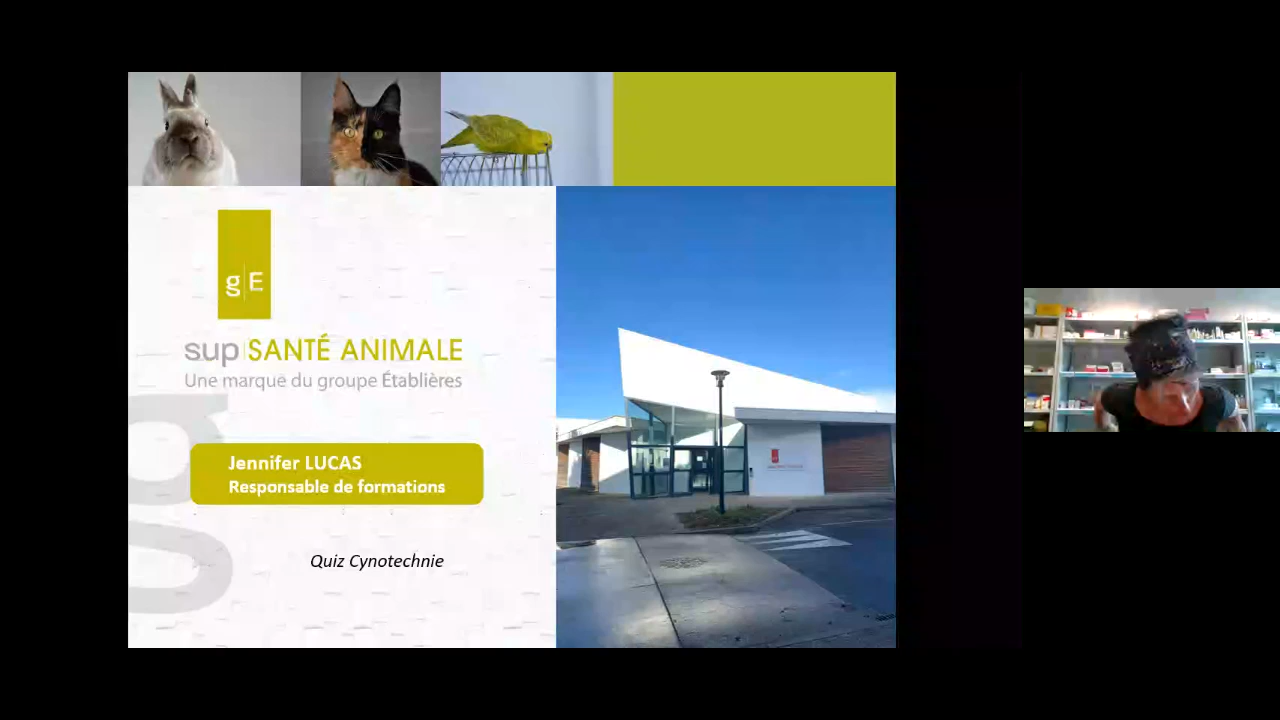 g E
sup SANTÉ ANIMALE
Une marque du groupe Établières
Jennifer LUCAS
Responsable de formations
Quiz Cynotechnie